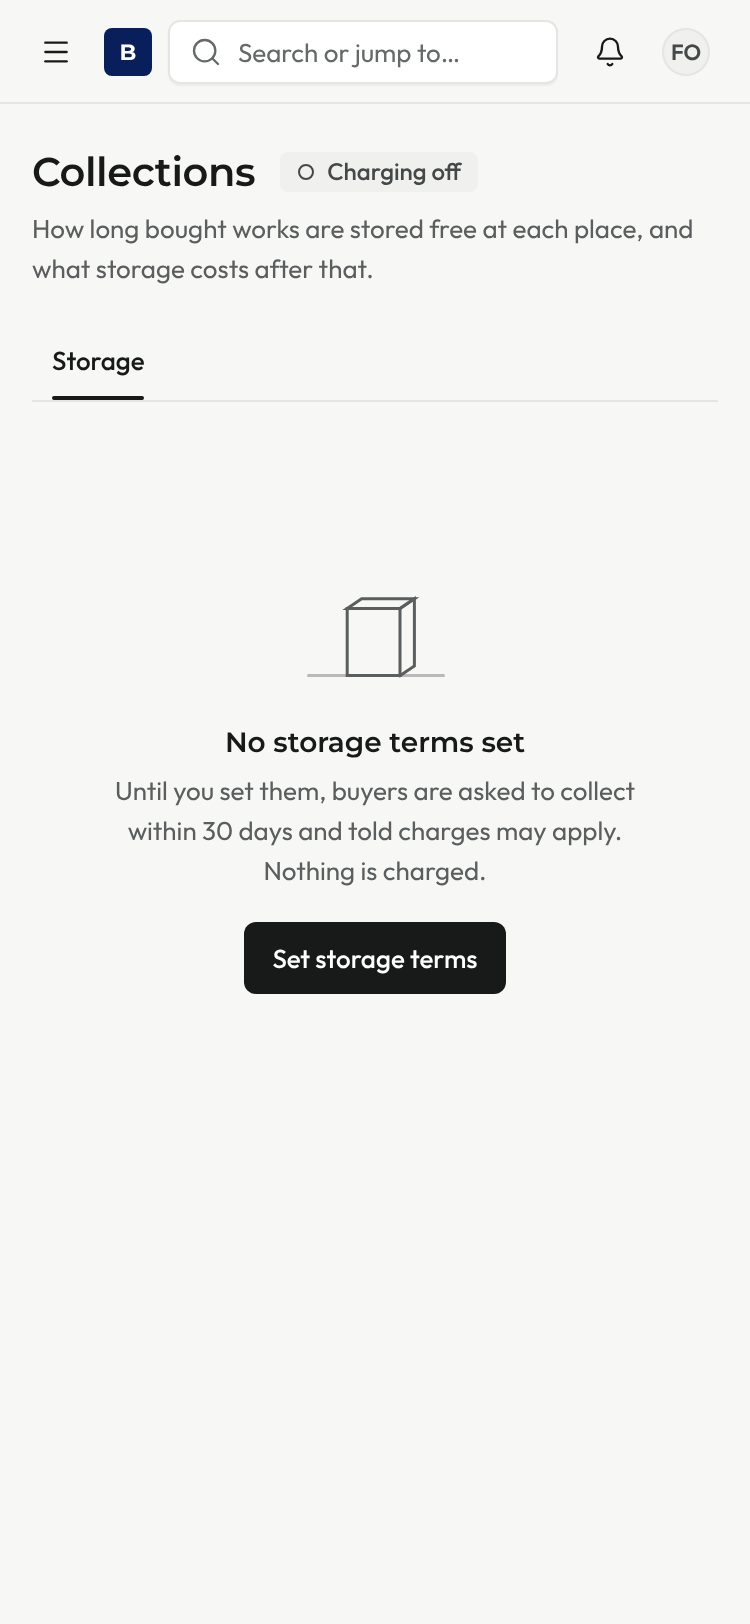 B
Search or jump to...
FO
Collections
Charging off
How long bought works are stored free at each place, and
what storage costs after that.
Storage
No storage terms set
Until you set them, buyers are asked to collect
within 30 days and told charges may apply.
Nothing is charged.
Set storage terms